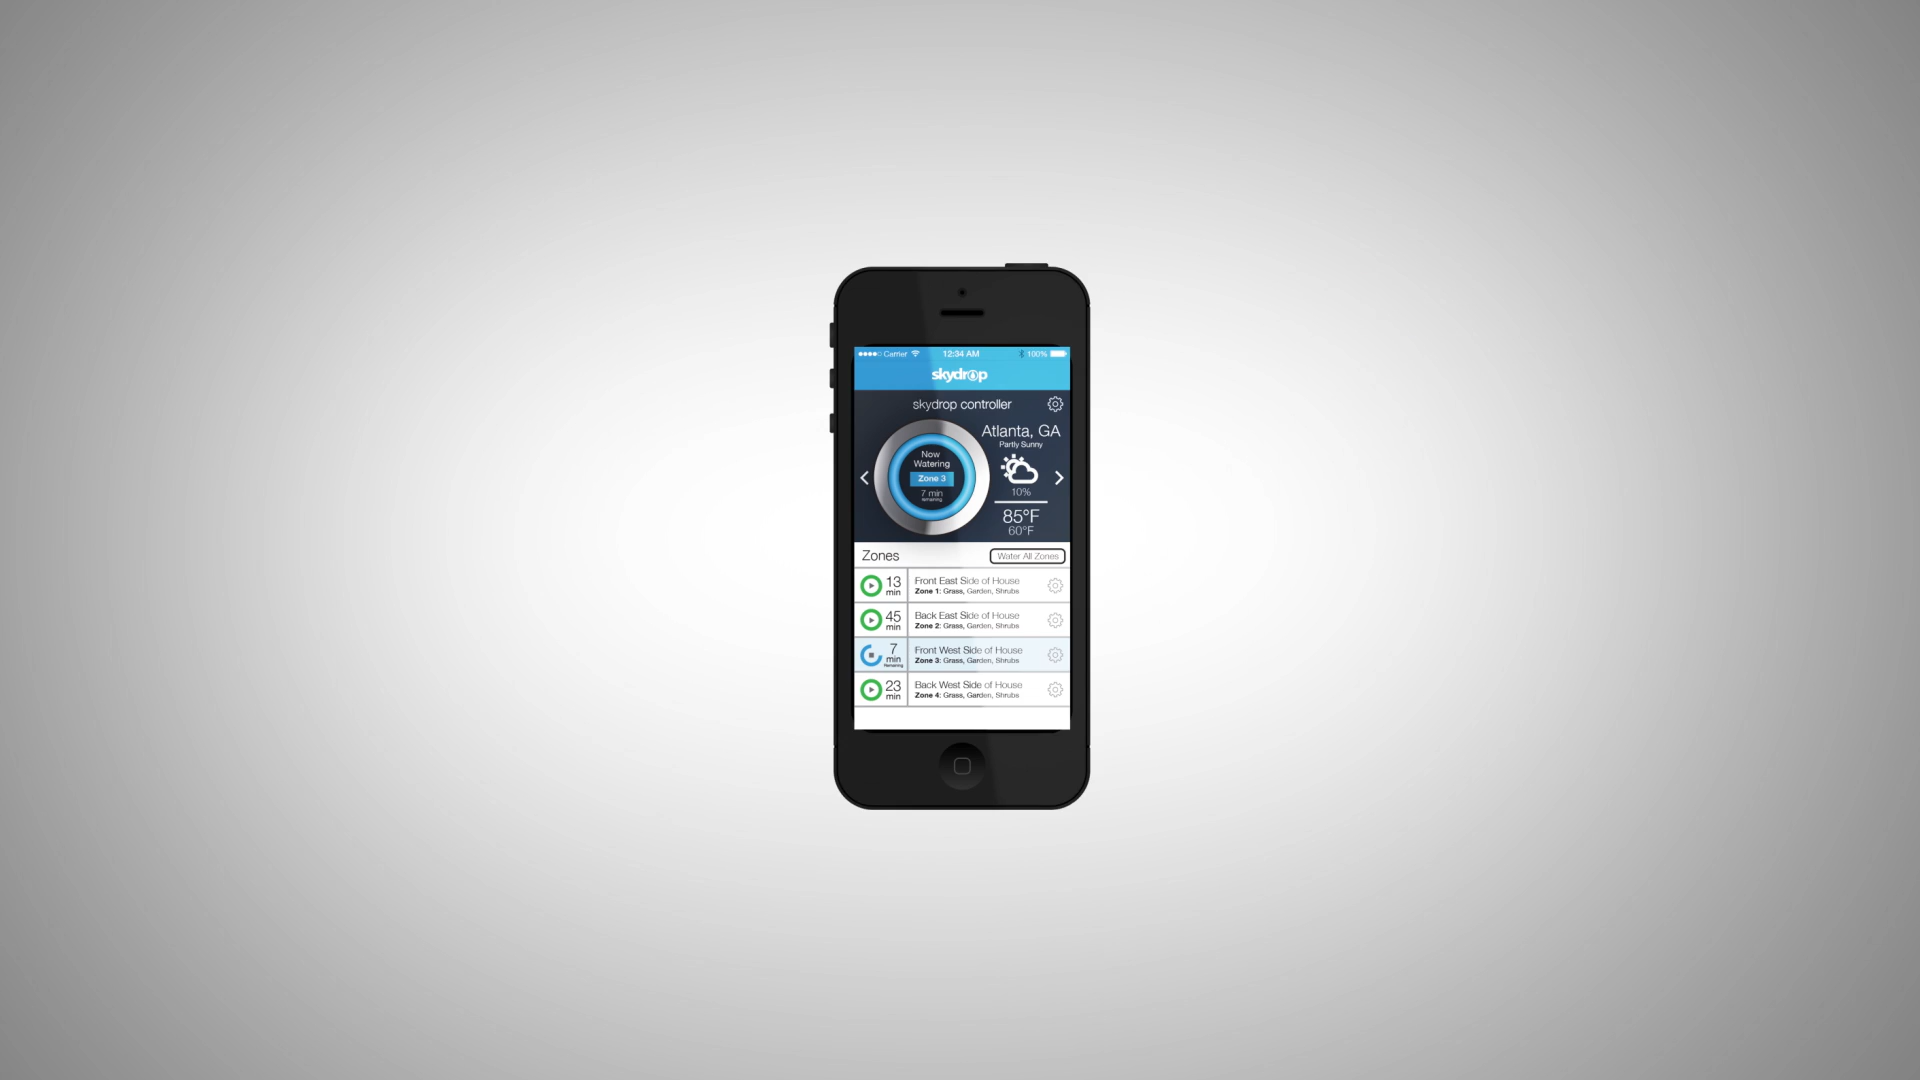 Carrier 12:34 AM 100%
skydrop
skydrop controller
Atlanta, GA
Partly Sunny
Now
Watering
Zone 3
7 min
remaining
10%
85°F
60°F
Zones
Water All Zones
13
min
Front East Side of House
Zone 1: Grass, Garden, Shrubs
45
min
Back East Side of House
Zone 2: Grass, Garden, Shrubs
7
min
Remaining
Front West Side of House
Zone 3: Grass, Garden, Shrubs
23
min
Back West Side of House
Zone 4: Grass, Garden, Shrubs